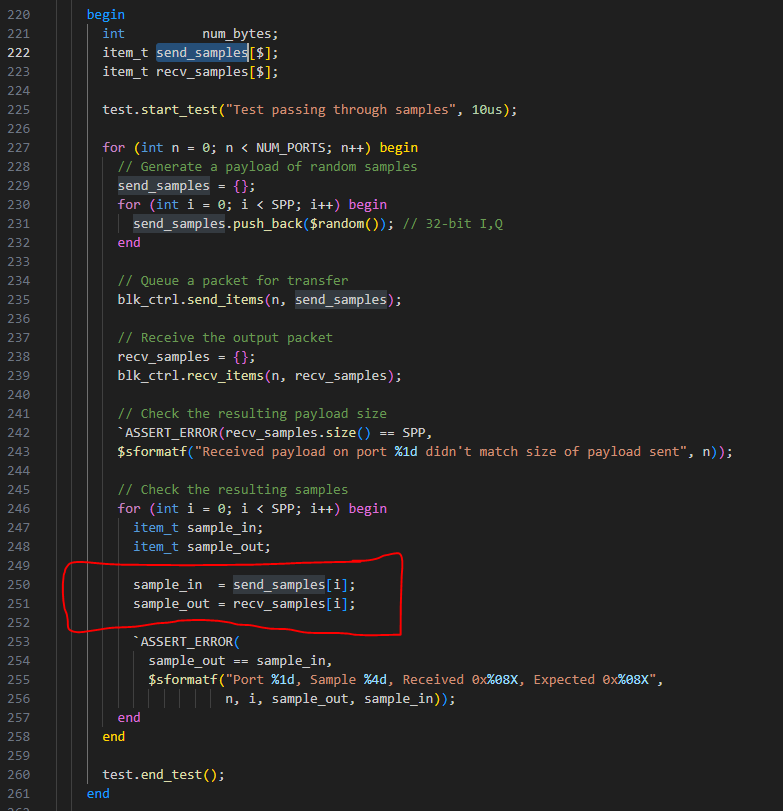 220 begin
221 int num_bytes;
222 item_t send_samples[$];
223 item_t recv_samples[$];
224
225 test.start_test("Test passing through samples", 10us);
226
227 for (int n = 0; n < NUM_PORTS; n++) begin
228 // Generate a payload of random samples
229 send_samples = {};
230 for (int i = 0; i < SPP; i++) begin
231 send_samples.push_back($random()); // 32-bit I,Q
232 end
233
234 // Queue a packet for transfer
235 blk_ctrl.send_items(n, send_samples);
236
237 // Receive the output packet
238 recv_samples = {};
239 blk_ctrl.recv_items(n, recv_samples);
240
241 // Check the resulting payload size
242 `ASSERT_ERROR(recv_samples.size() == SPP,
243 $sformatf("Received payload on port %1d didn't match size of payload sent", n));
244
245 // Check the resulting samples
246 for (int i = 0; i < SPP; i++) begin
247 item_t sample_in;
248 item_t sample_out;
249
250 sample_in = send_samples[i];
251 sample_out = recv_samples[i];
252
253 `ASSERT_ERROR(
254 sample_out == sample_in,
255 $sformatf("Port %1d, Sample %4d, Received 0x%08X, Expected 0x%08X",
256 n, i, sample_out, sample_in));
257 end
258 end
259
260 test.end_test();
261 end